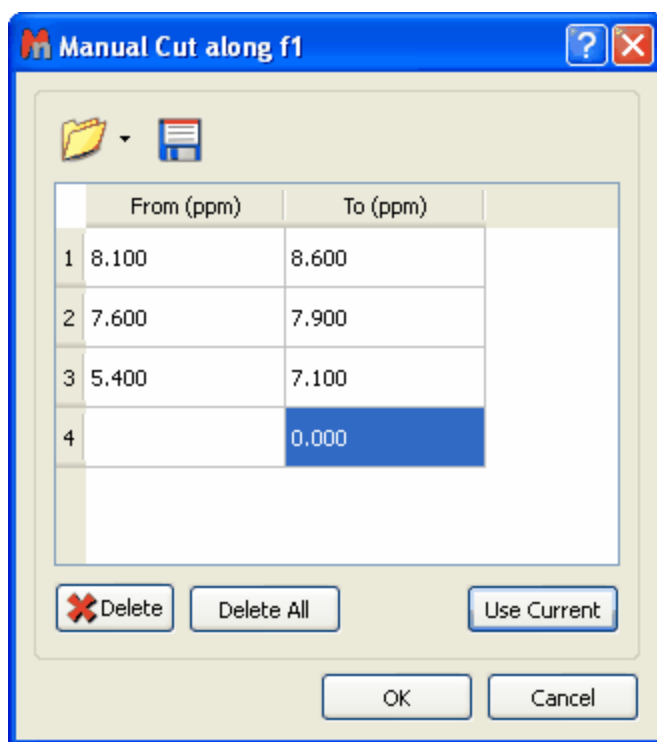 Manual Cut along f1
From (ppm) To (ppm)
1 8.100 8.600
2 7.600 7.900
3 5.400 7.100
4 0.000
Delete Delete All Use Current
OK Cancel